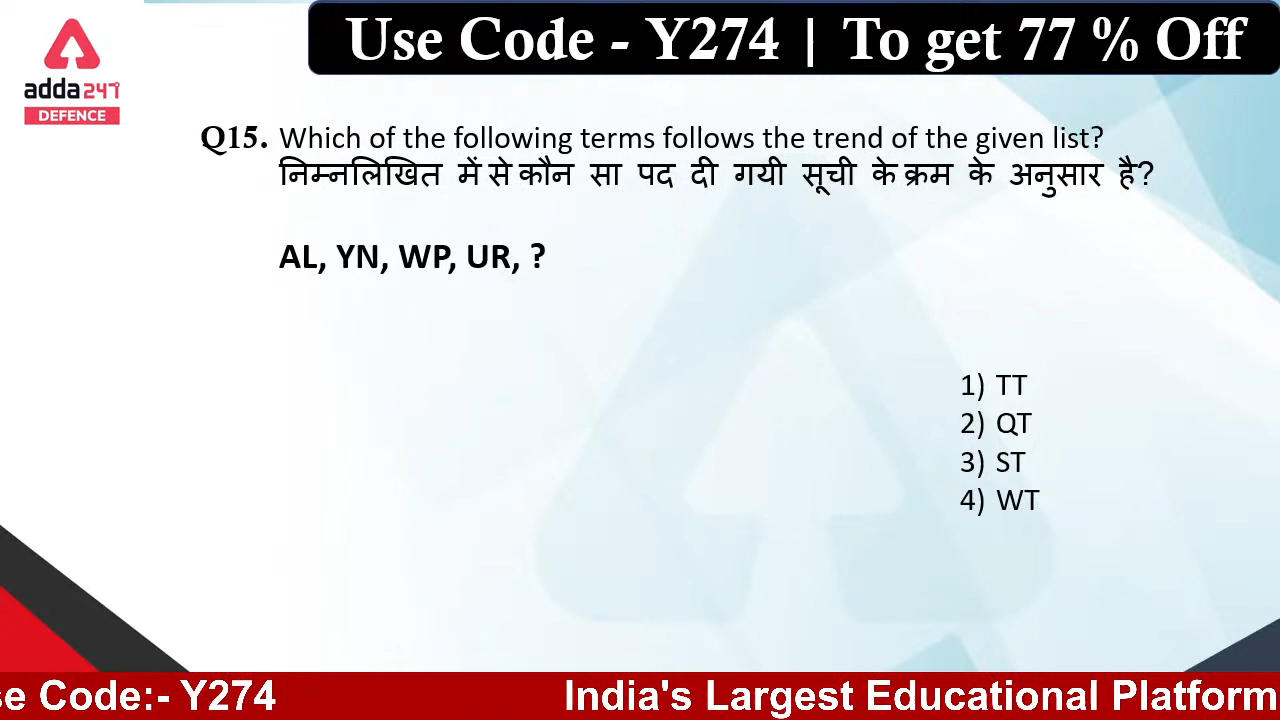 Use Code - Y274 | To get 77 % Off
adda247
DEFENCE
Q15. Which of the following terms follows the trend of the given list?
निम्नलिखित में से कौन सा पद दी गयी सूची के क्रम के अनुसार है?
AL, YN, WP, UR, ?
1) TT
2) QT
3) ST
4) WT
se Code:- Y274 India's Largest Educational Platform